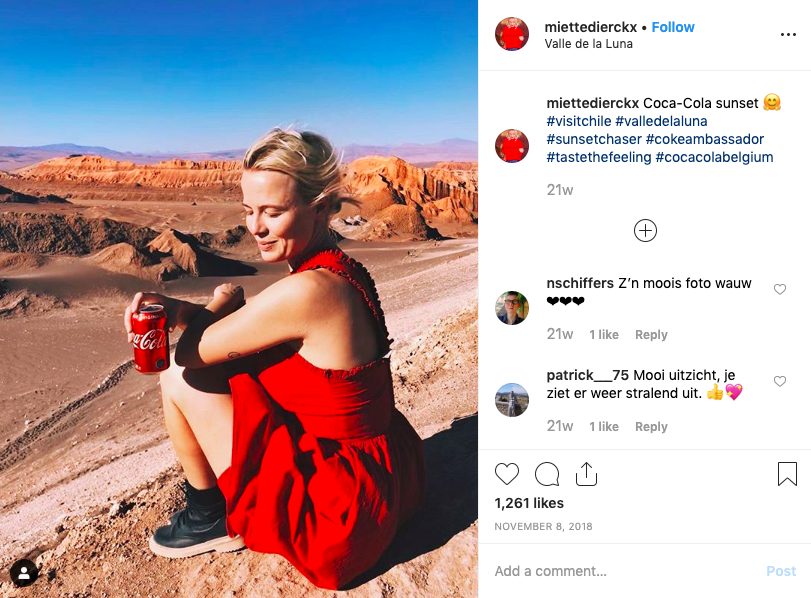 miettedierckx • Follow
Valle de la Luna
miettedierckx Coca-Cola sunset 🤗
#visitchile #valledelaluna
#sunsetchaser #cokeambassador
#tastethefeeling #cocacolabelgium
21w
nschiffers Z'n moois foto wauw
❤❤❤
21w 1 like Reply
patrick__75 Mooi uitzicht, je
ziet er weer stralend uit. 👍💖
21w 1 like Reply
1,261 likes
NOVEMBER 8, 2018
Add a comment... Post